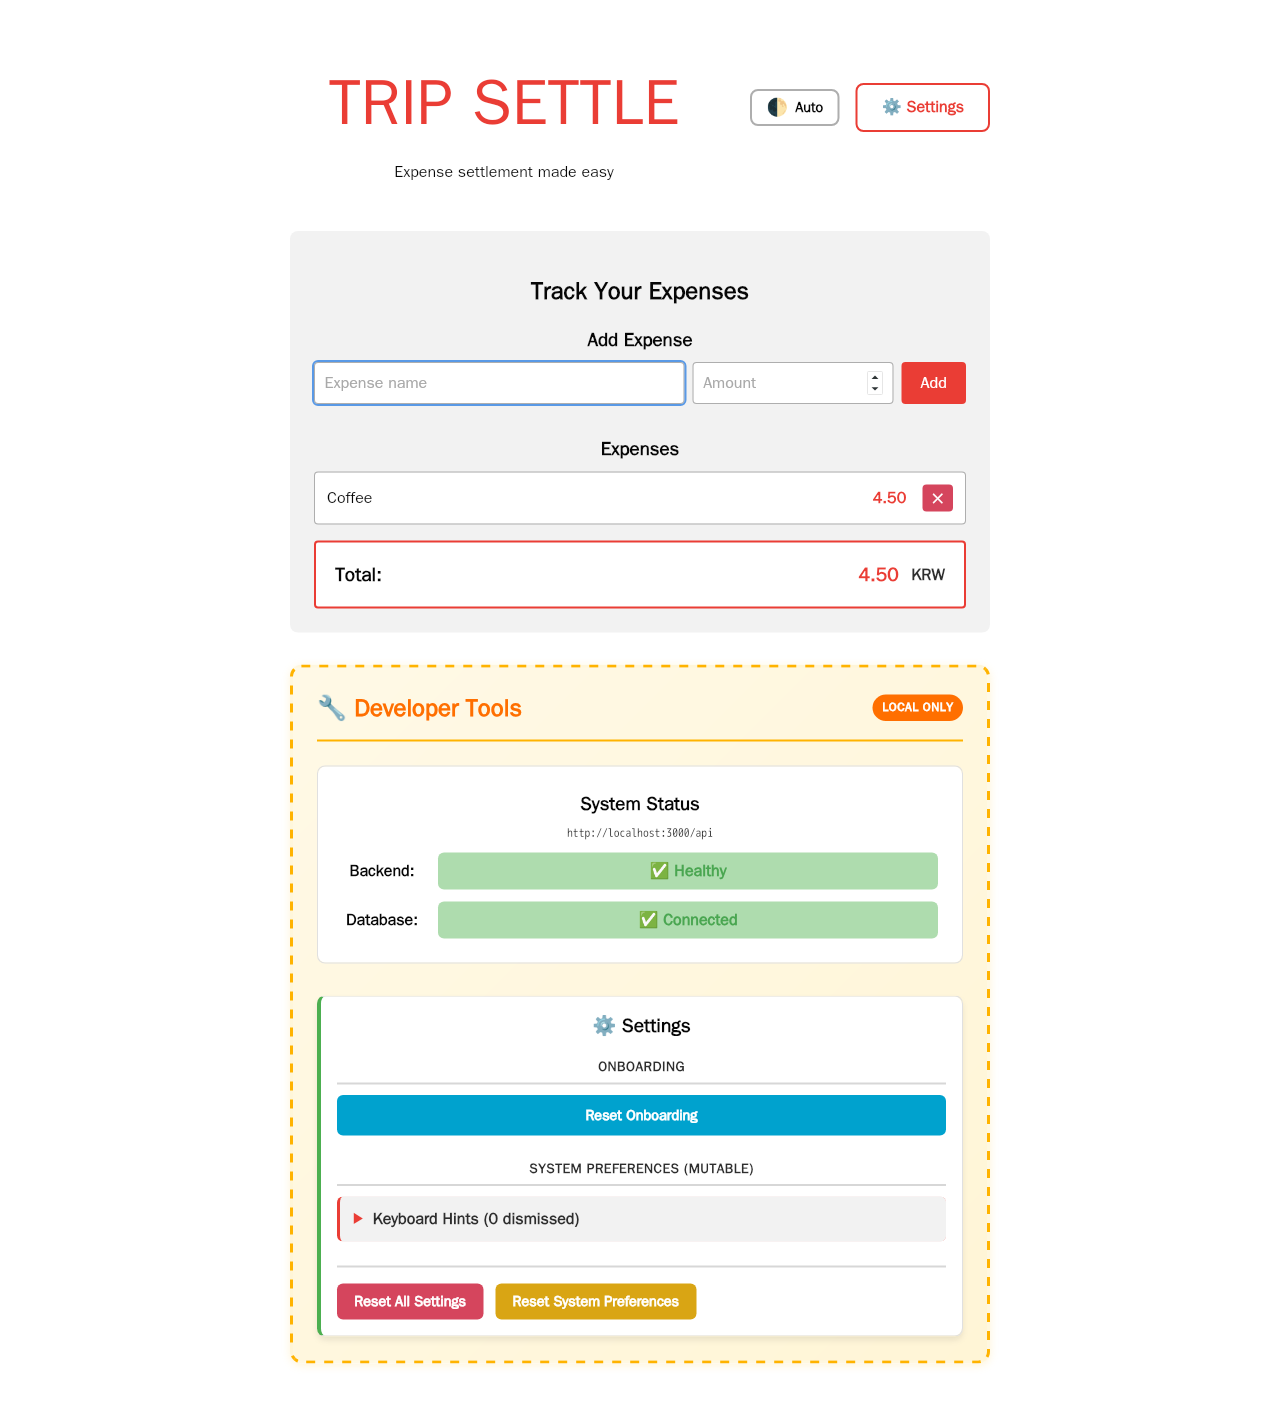 TRIP SETTLE
Auto
Settings
Expense settlement made easy
Track Your Expenses
Add Expense
Expense name
Amount
Add
Expenses
Coffee
4.50
Total:
4.50 KRW
Developer Tools
LOCAL ONLY
System Status
http://localhost:3000/api
Backend:
Healthy
Database:
Connected
Settings
ONBOARDING
Reset Onboarding
SYSTEM PREFERENCES (MUTABLE)
Keyboard Hints (0 dismissed)
Reset All Settings
Reset System Preferences